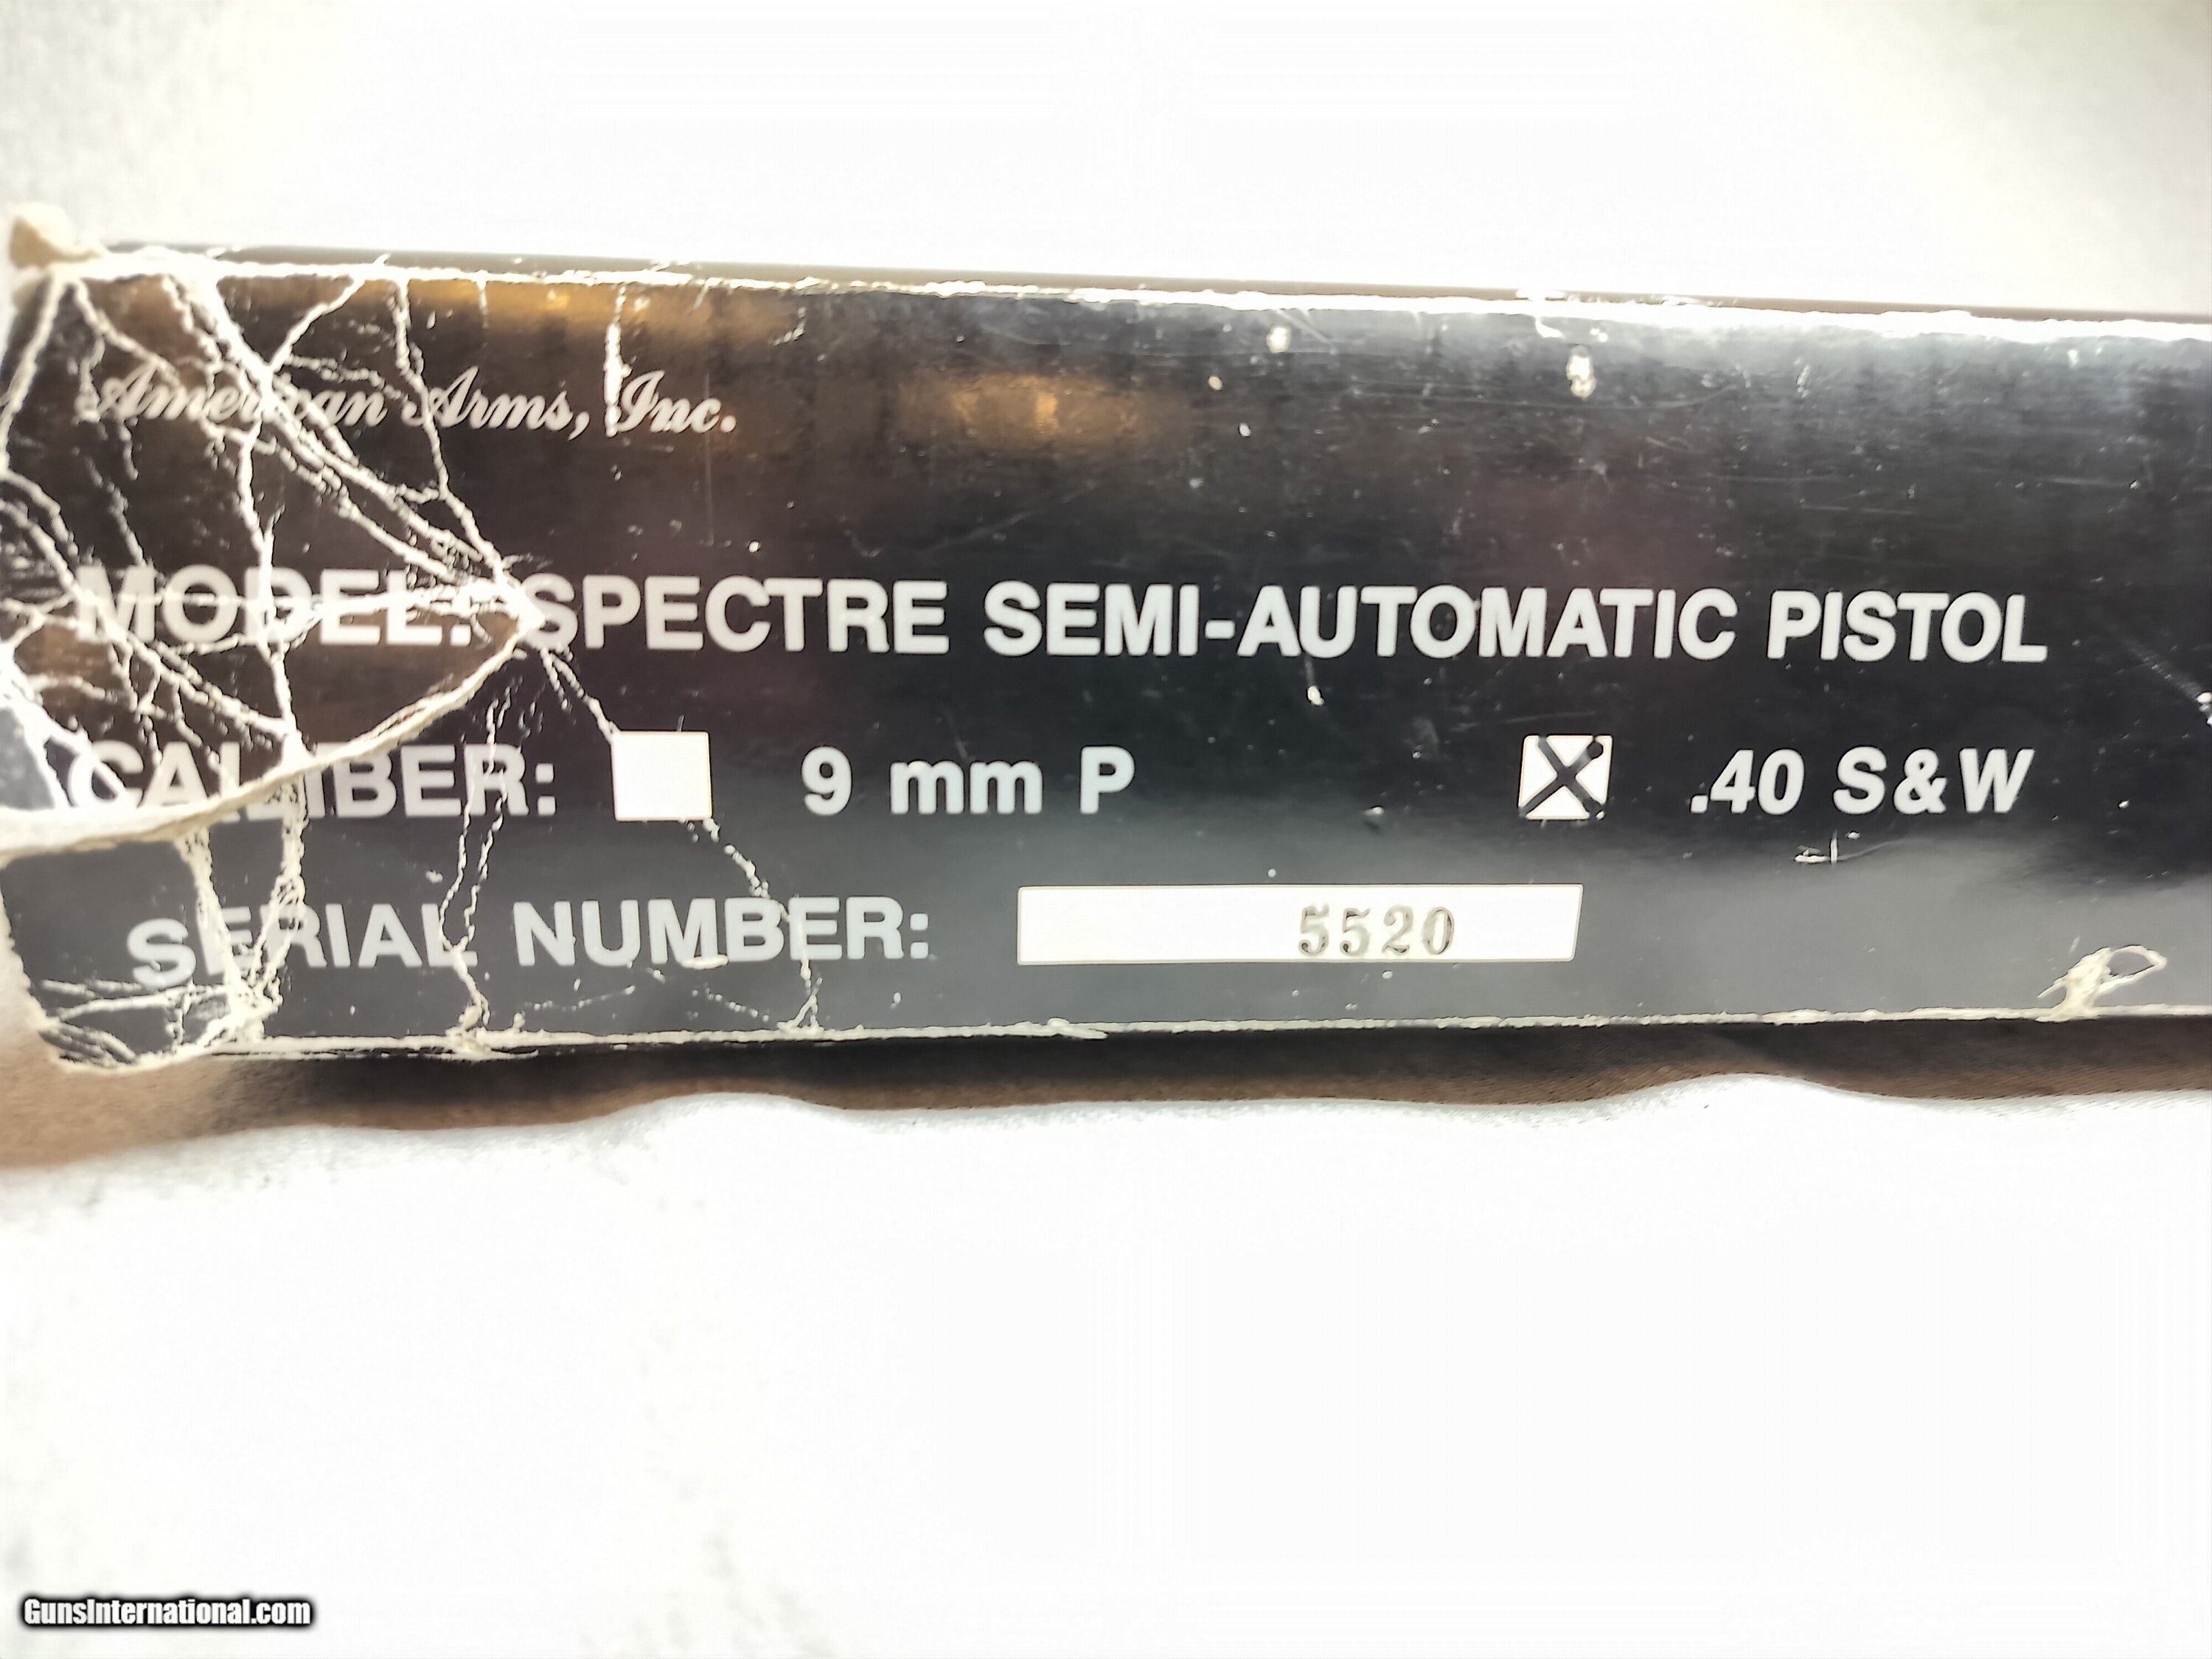 American Arms, Inc.
MODEL: SPECTRE SEMI-AUTOMATIC PISTOL
CALIBER: 9 mm P .40 S&W
SERIAL NUMBER: 5520
GunsInternational.com